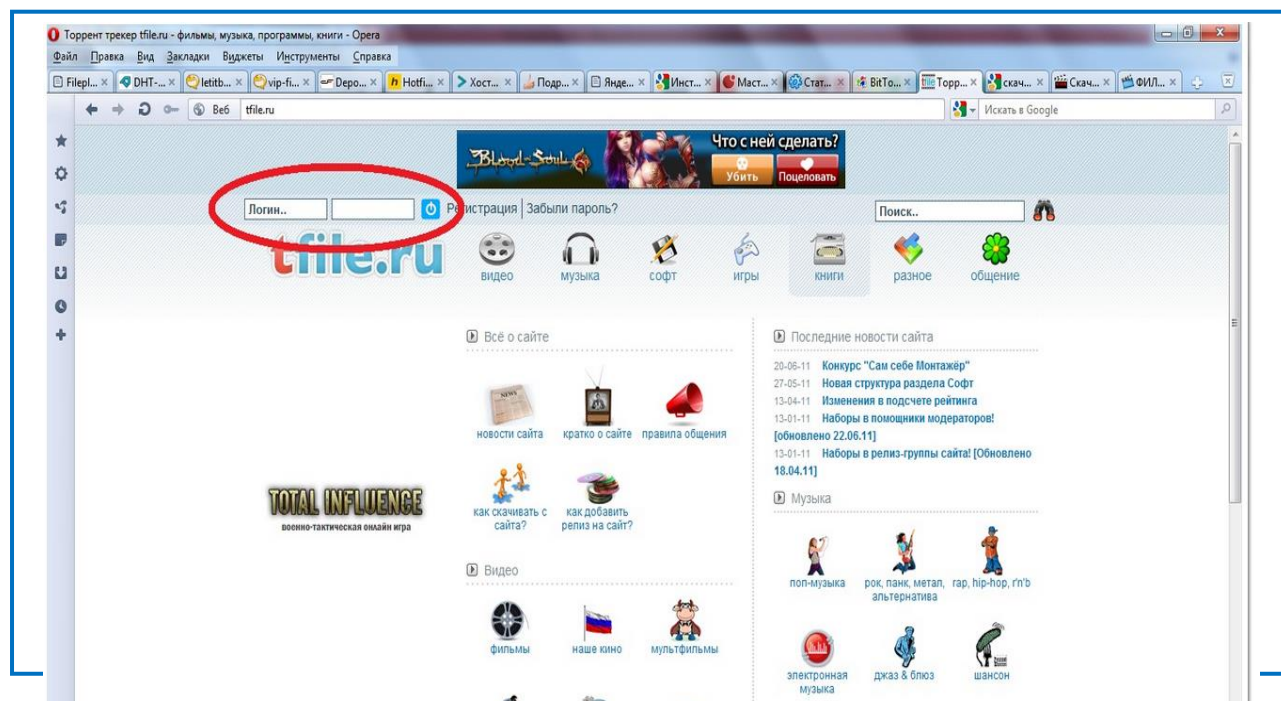 Торрент трекер tfile.ru - фильмы, музыка, программы, книги - Opera
Файл Правка Вид Закладки Виджеты Инструменты Справка
Filepl... DHT-... letitb... vip-fi... Depo... Hotfi... Хост... Подр... Янде... Инст... Маст... Стат... BitTo... Торр... скач... Скач... ФИЛ...
Веб tfile.ru Искать в Google
Blood-Soul
Что с ней сделать?
Убить Поцеловать
Логин.. Регистрация | Забыли пароль? Поиск..
tfile.ru
видео музыка софт игры книги разное общение
Всё о сайте
новости сайта кратко о сайте правила общения
как скачивать с сайта? как добавить релиз на сайт?
Видео
фильмы наше кино мультфильмы
TOTAL INFLUENCE
военно-тактическая онлайн игра
Последние новости сайта
20-06-11 Конкурс "Сам себе Монтажёр"
27-05-11 Новая структура раздела Софт
13-04-11 Изменения в подсчете рейтинга
13-01-11 Наборы в помощники модераторов!
[обновлено 22.06.11]
13-01-11 Наборы в релиз-группы сайта! [Обновлено
18.04.11]
Музыка
поп-музыка рок, панк, метал, альтернатива rap, hip-hop, r'n'b
электронная музыка джаз & блюз шансон